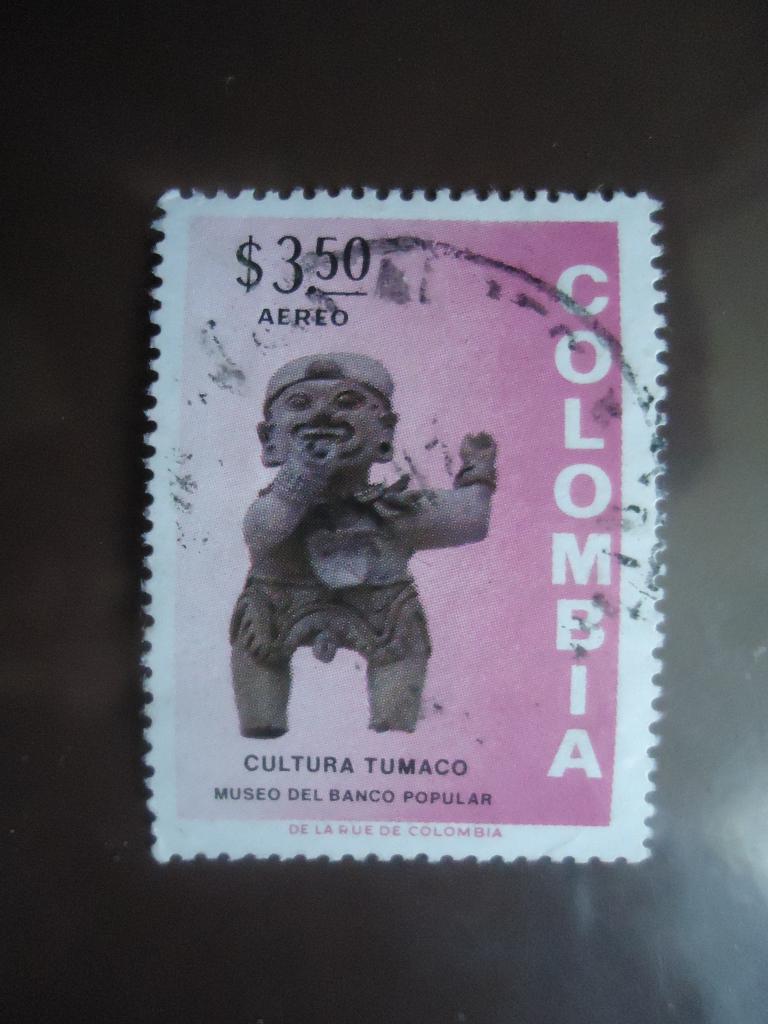 $3.50
AEREO
COLOMBIA
CULTURA TUMACO
MUSEO DEL BANCO POPULAR
DE LA RUE DE COLOMBIA